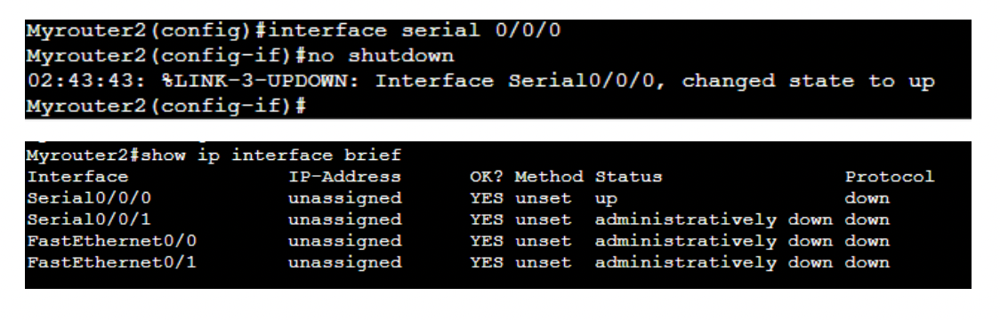 Myrouter2(config)#interface serial 0/0/0
Myrouter2(config-if)#no shutdown
02:43:43: %LINK-3-UPDOWN: Interface Serial0/0/0, changed state to up
Myrouter2(config-if)#
Myrouter2#show ip interface brief
Interface IP-Address OK? Method Status Protocol
Serial0/0/0 unassigned YES unset up down
Serial0/0/1 unassigned YES unset administratively down down
FastEthernet0/0 unassigned YES unset administratively down down
FastEthernet0/1 unassigned YES unset administratively down down